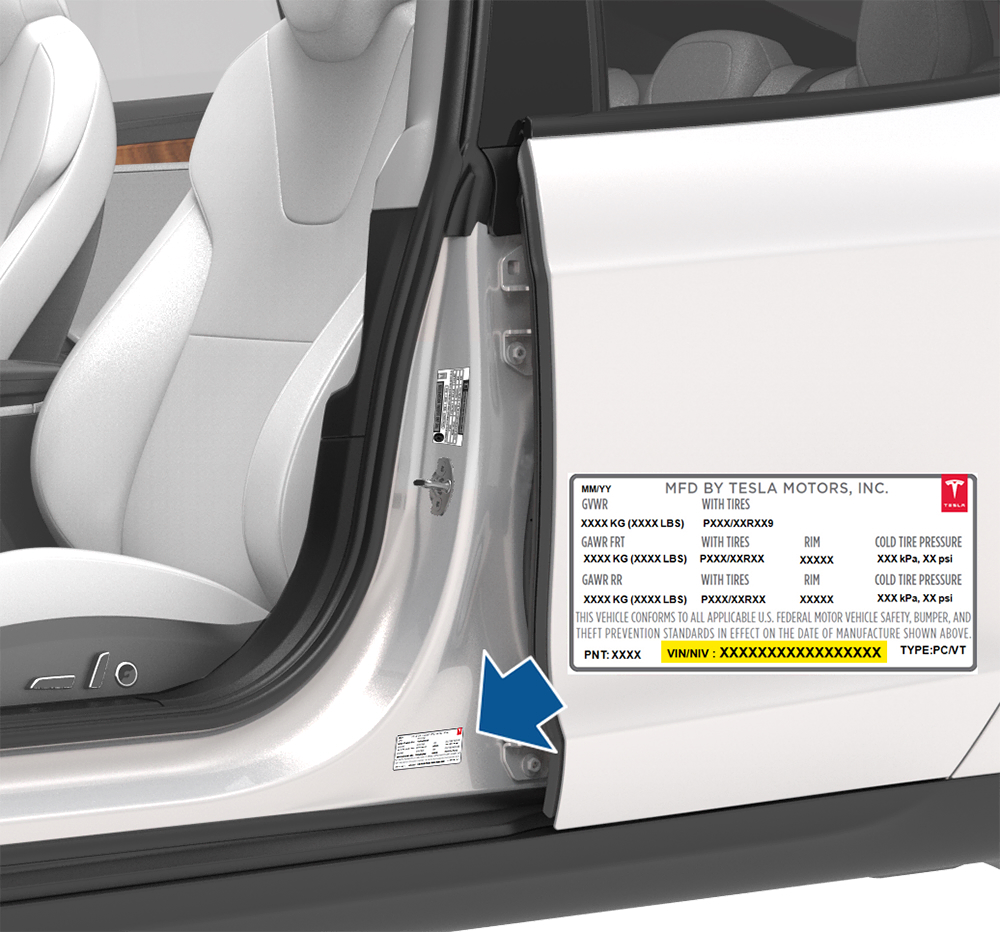 MM/YY MFD BY TESLA MOTORS, INC. TESLA
GVWR WITH TIRES
XXXX KG (XXXX LBS) PXXX/XXRXX9
GAWR FRT WITH TIRES RIM COLD TIRE PRESSURE
XXXX KG (XXXX LBS) PXXX/XXRXX XXXXX XXX kPa, XX psi
GAWR RR WITH TIRES RIM COLD TIRE PRESSURE
XXXX KG (XXXX LBS) PXXX/XXRXX XXXXX XXX kPa, XX psi
THIS VEHICLE CONFORMS TO ALL APPLICABLE U.S. FEDERAL MOTOR VEHICLE SAFETY, BUMPER, AND
THEFT PREVENTION STANDARDS IN EFFECT ON THE DATE OF MANUFACTURE SHOWN ABOVE.
PNT: XXXX VIN/NIV : XXXXXXXXXXXXXXXXX TYPE:PC/VT